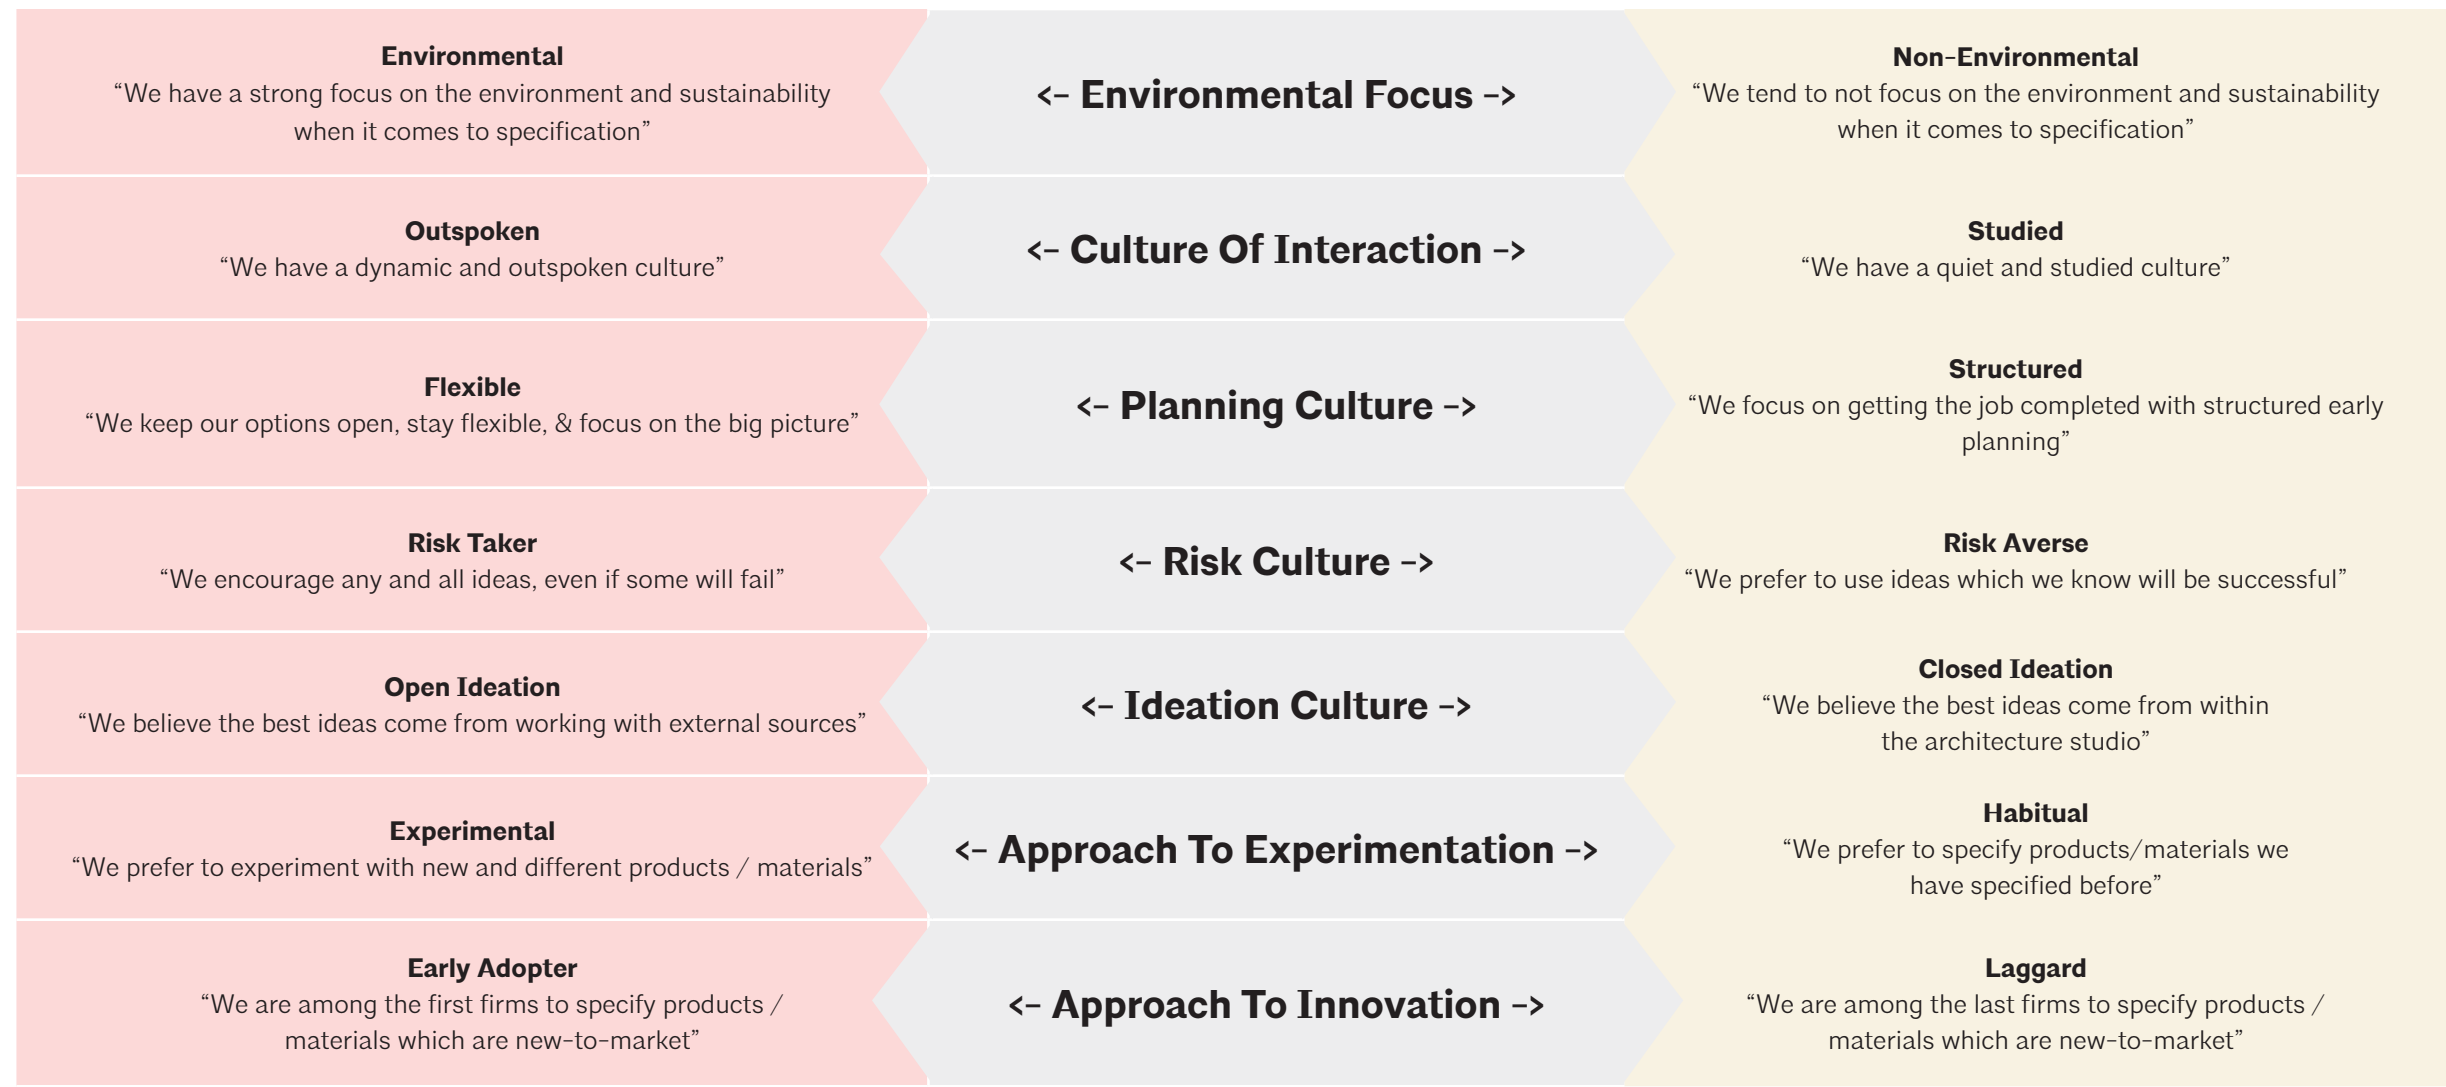 Environmental
“We have a strong focus on the environment and sustainability
when it comes to specification”
<- Environmental Focus ->
Non-Environmental
“We tend to not focus on the environment and sustainability
when it comes to specification”
Outspoken
“We have a dynamic and outspoken culture”
<- Culture Of Interaction ->
Studied
“We have a quiet and studied culture”
Flexible
“We keep our options open, stay flexible, & focus on the big picture”
<- Planning Culture ->
Structured
“We focus on getting the job completed with structured early
planning”
Risk Taker
“We encourage any and all ideas, even if some will fail”
<- Risk Culture ->
Risk Averse
“We prefer to use ideas which we know will be successful”
Open Ideation
“We believe the best ideas come from working with external sources”
<- Ideation Culture ->
Closed Ideation
“We believe the best ideas come from within
the architecture studio”
Experimental
“We prefer to experiment with new and different products / materials”
<- Approach To Experimentation ->
Habitual
“We prefer to specify products/materials we
have specified before”
Early Adopter
“We are among the first firms to specify products /
materials which are new-to-market”
<- Approach To Innovation ->
Laggard
“We are among the last firms to specify products /
materials which are new-to-market”